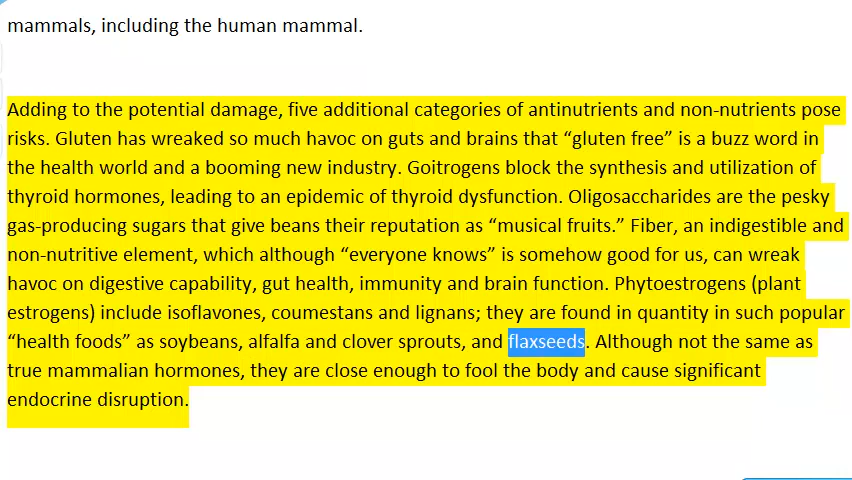 mammals, including the human mammal.
Adding to the potential damage, five additional categories of antinutrients and non-nutrients pose
risks. Gluten has wreaked so much havoc on guts and brains that “gluten free” is a buzz word in
the health world and a booming new industry. Goitrogens block the synthesis and utilization of
thyroid hormones, leading to an epidemic of thyroid dysfunction. Oligosaccharides are the pesky
gas-producing sugars that give beans their reputation as “musical fruits.” Fiber, an indigestible and
non-nutritive element, which although “everyone knows” is somehow good for us, can wreak
havoc on digestive capability, gut health, immunity and brain function. Phytoestrogens (plant
estrogens) include isoflavones, coumestans and lignans; they are found in quantity in such popular
“health foods” as soybeans, alfalfa and clover sprouts, and flaxseeds. Although not the same as
true mammalian hormones, they are close enough to fool the body and cause significant
endocrine disruption.